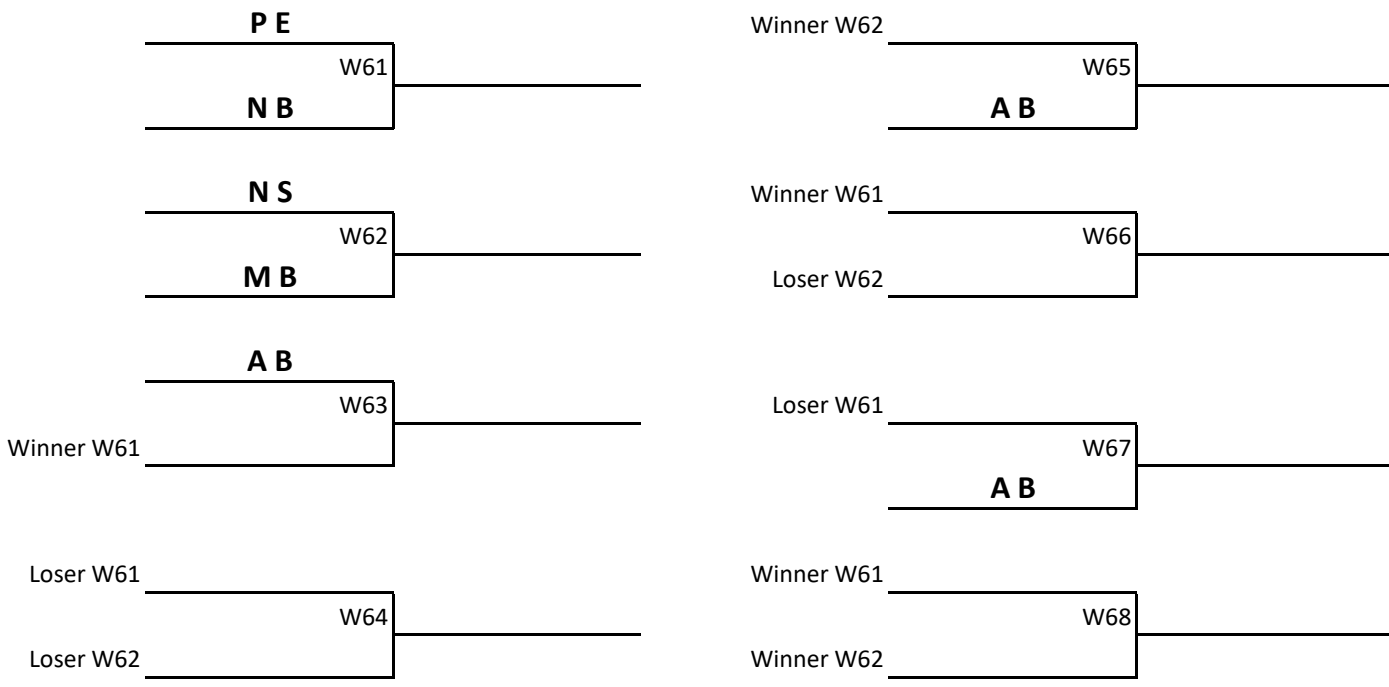 P E
W61
N B
N S
W62
M B
A B
W63
Winner W61
Loser W61
W64
Loser W62
Winner W62
W65
A B
Winner W61
W66
Loser W62
Loser W61
W67
A B
Winner W61
W68
Winner W62